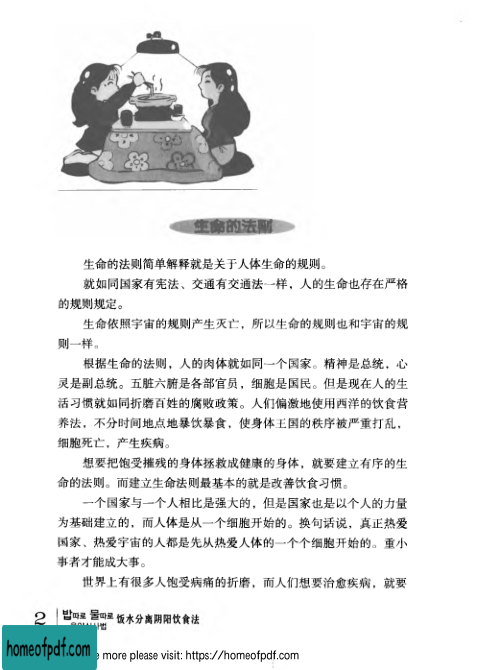 生命的法则
生命的法则简单解释就是关于人体生命的规则。
就如同国家有宪法、交通有交通法一样，人的生命也存在严格
的规则规定。
生命依照宇宙的规则产生灭亡，所以生命的规则也和宇宙的规
则一样。
根据生命的法则，人的肉体就如同一个国家。精神是总统，心
灵是副总统。五脏六腑是各部官员，细胞是国民。但是现在人的生
活习惯就如同折磨百姓的腐败政策。人们偏激地使用西洋的饮食营
养法，不分时间地点地暴饮暴食，使身体王国的秩序被严重打乱，
细胞死亡，产生疾病。
想要把饱受摧残的身体拯救成健康的身体，就要建立有序的生
命的法则。而建立生命法则最基本的就是改善饮食习惯。
一个国家与一个人相比是强大的，但是国家也是以个人的力量
为基础建立的，而人体是从一个细胞开始的。换句话说，真正热爱
国家、热爱宇宙的人都是先从热爱人体的一个个细胞开始的。重小
事者才能成大事。
世界上有很多人饱受病痛的折磨，而人们想要治愈疾病，就要
2 밥따로 물따로 饭水分离阴阳饮食法
homeofpdf.com
more please visit: https://homeofpdf.com